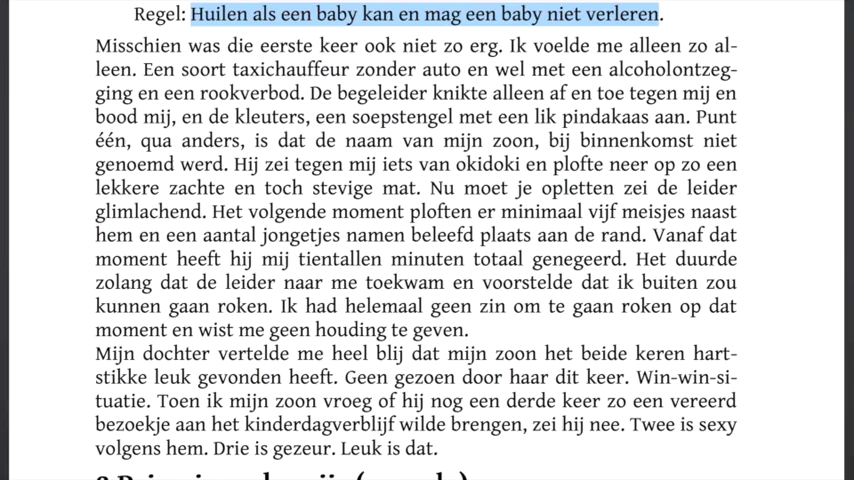 Regel: Huilen als een baby kan en mag een baby niet verleren.
Misschien was die eerste keer ook niet zo erg. Ik voelde me alleen zo al-
leen. Een soort taxichauffeur zonder auto en wel met een alcoholontzeg-
ging en een rookverbod. De begeleider knikte alleen af en toe tegen mij en
bood mij, en de kleuters, een soepstengel met een lik pindakaas aan. Punt
één, qua anders, is dat de naam van mijn zoon, bij binnenkomst niet
genoemd werd. Hij zei tegen mij iets van okidoki en plofte neer op zo een
lekkere zachte en toch stevige mat. Nu moet je opletten zei de leider
glimlachend. Het volgende moment ploften er minimaal vijf meisjes naast
hem en een aantal jongetjes namen beleefd plaats aan de rand. Vanaf dat
moment heeft hij mij tientallen minuten totaal genegeerd. Het duurde
zolang dat de leider naar me toekwam en voorstelde dat ik buiten zou
kunnen gaan roken. Ik had helemaal geen zin om te gaan roken op dat
moment en wist me geen houding te geven.
Mijn dochter vertelde me heel blij dat mijn zoon het beide keren hart-
stikke leuk gevonden heeft. Geen gezoen door haar dit keer. Win-win-si-
tuatie. Toen ik mijn zoon vroeg of hij nog een derde keer zo een vereerd
bezoekje aan het kinderdagverblijf wilde brengen, zei hij nee. Twee is sexy
volgens hem. Drie is gezeur. Leuk is dat.